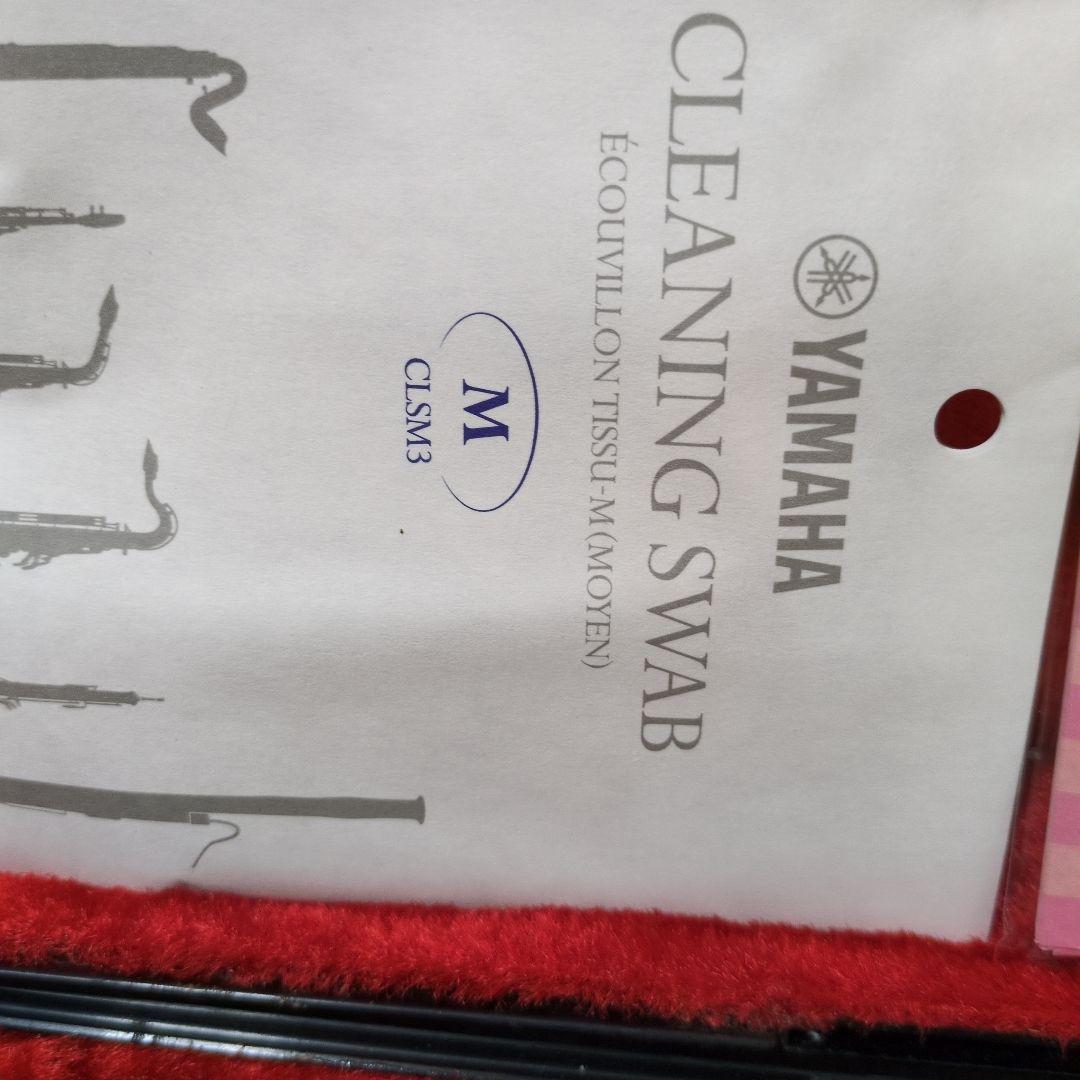 YAMAHA
CLEANING SWAB
ÉCOUVILLON TISSU-M (MOYEN)
M
CLSM3